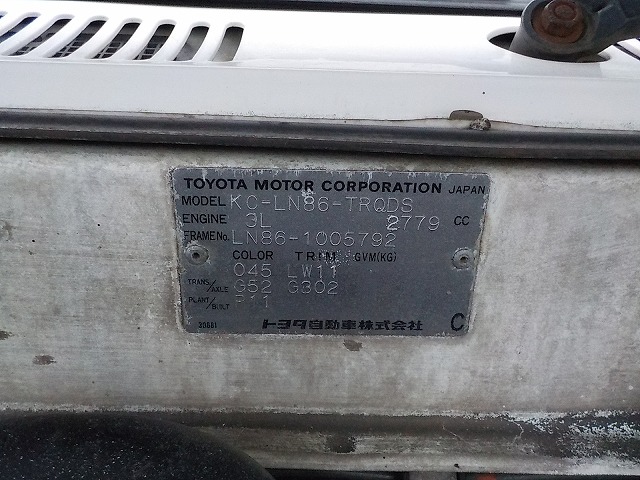 TOYOTA MOTOR CORPORATION JAPAN
MODEL KC-LN86-TRQDS
ENGINE 3L 2779 CC
FRAME No. LN86-1005792
COLOR TRIM GVM(KG)
045 LW11
TRANS/AXLE G52 G302
PLANT/BUILT P11
トヨタ自動車株式会社 C